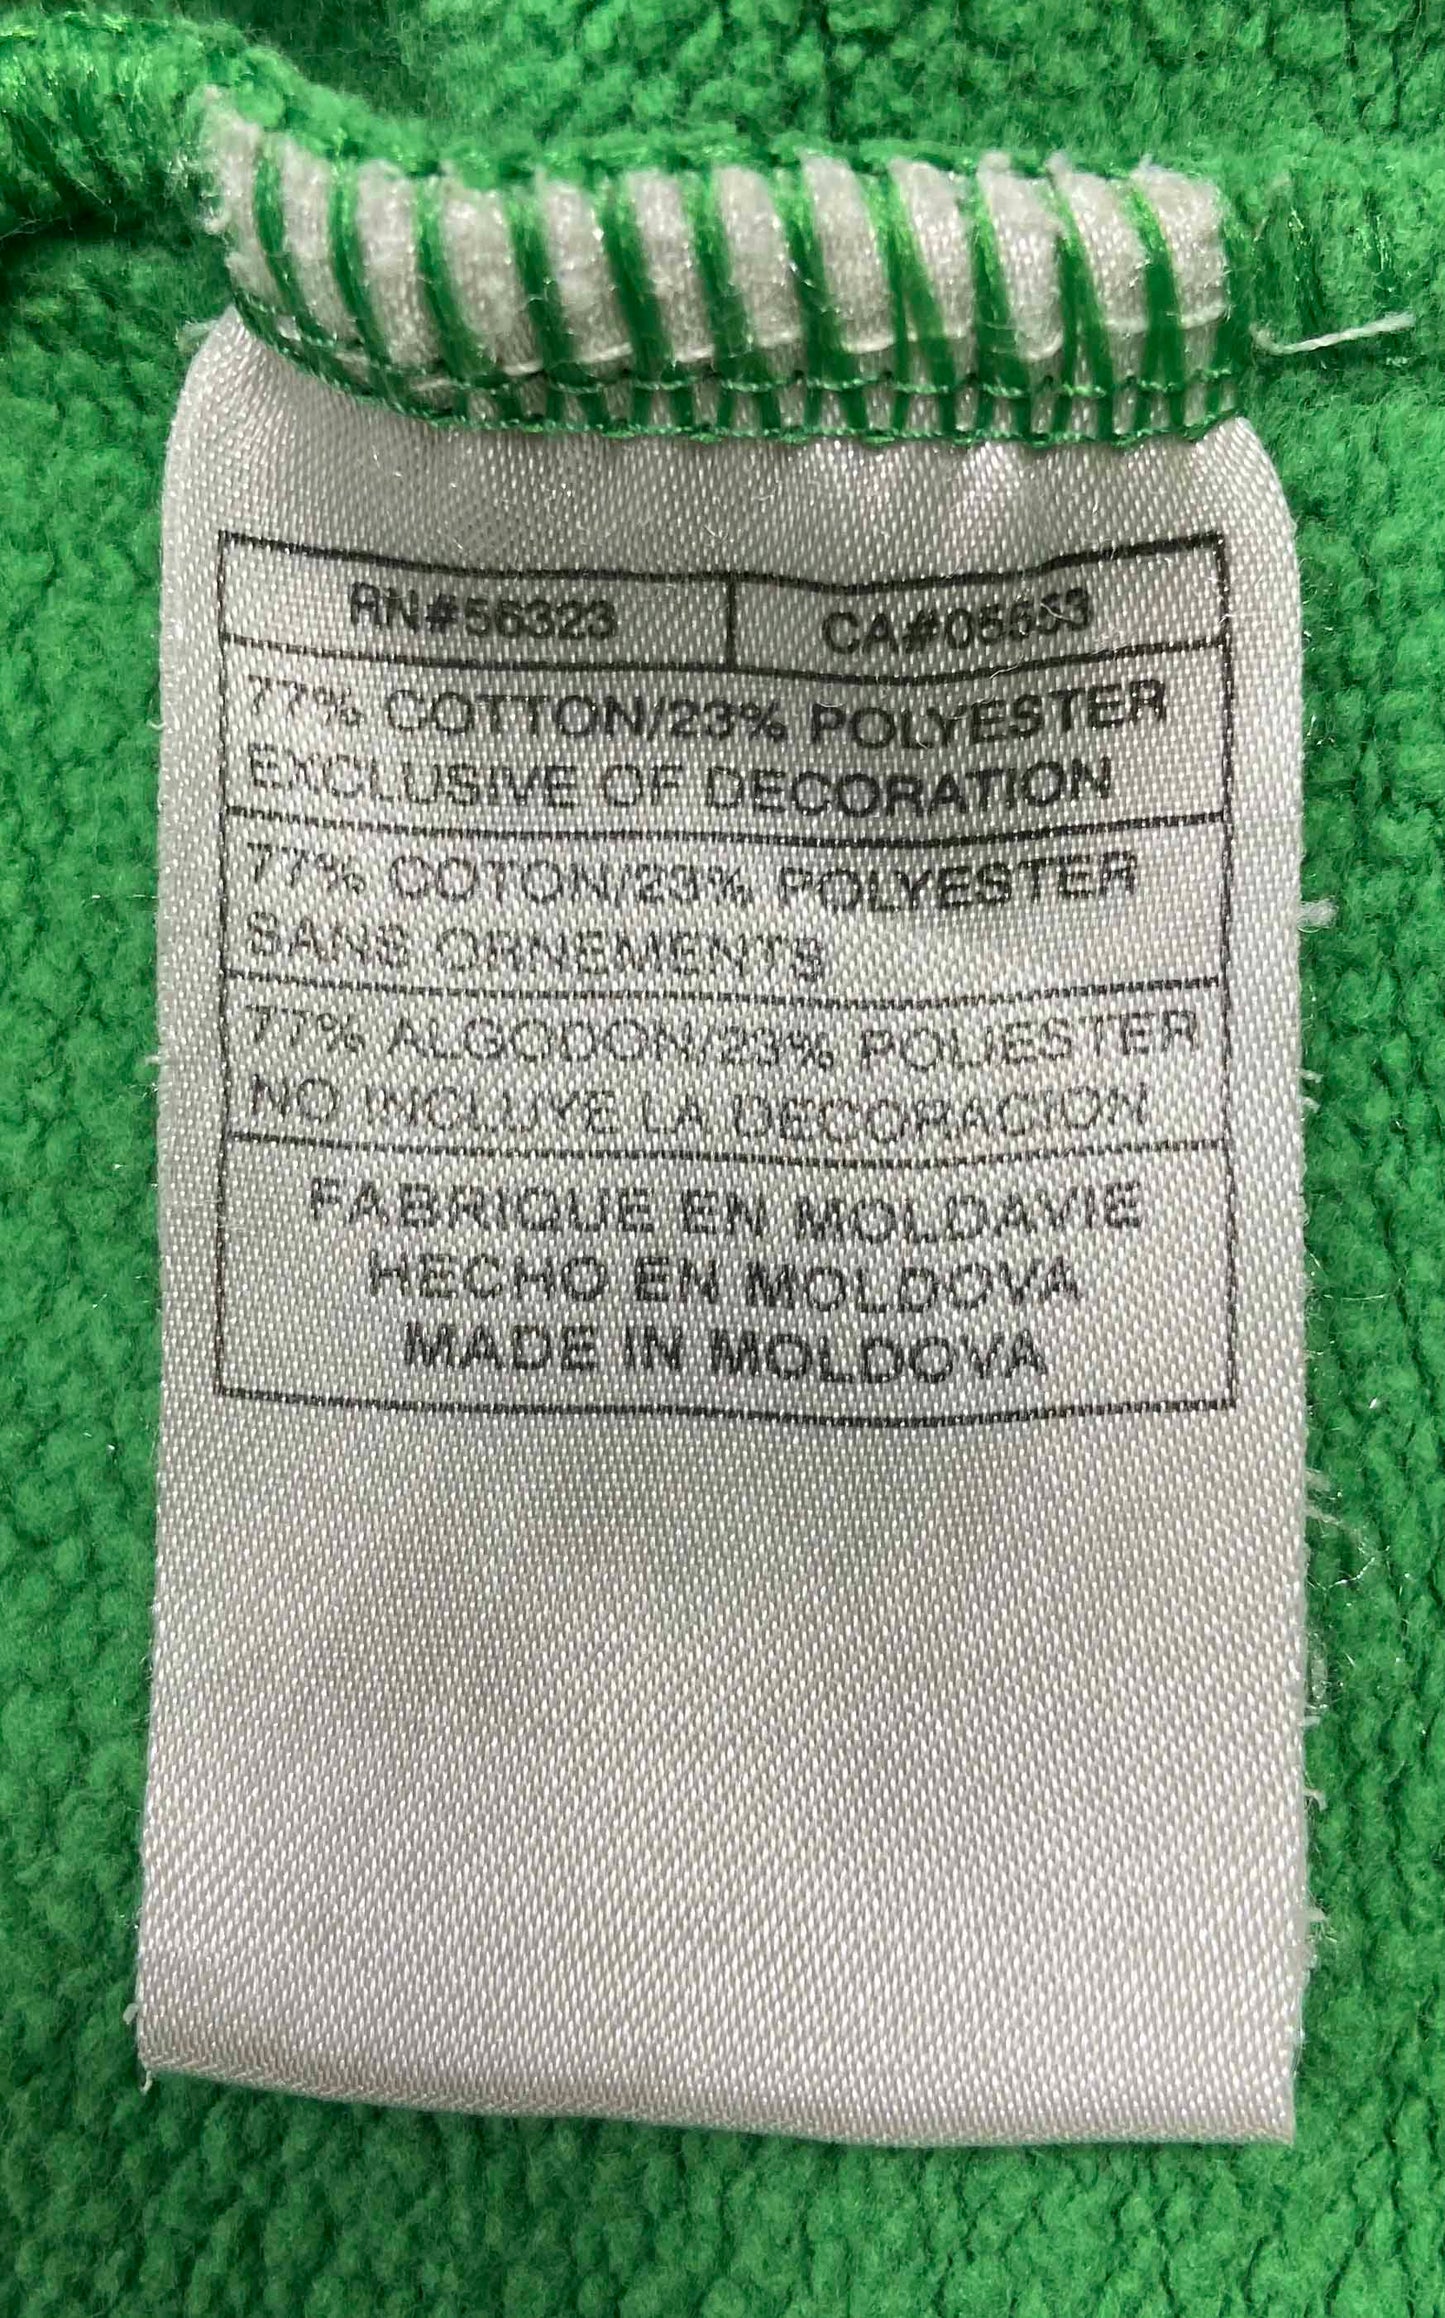 RN#56323 CA#05553
77% COTTON/23% POLYESTER
EXCLUSIVE OF DECORATION
77% COTON/23% POLYESTER
SANS ORNEMENTS
77% ALGODON/23% POLIESTER
NO INCLUYE LA DECORACION
FABRIQUE EN MOLDAVIE
HECHO EN MOLDOVA
MADE IN MOLDOVA